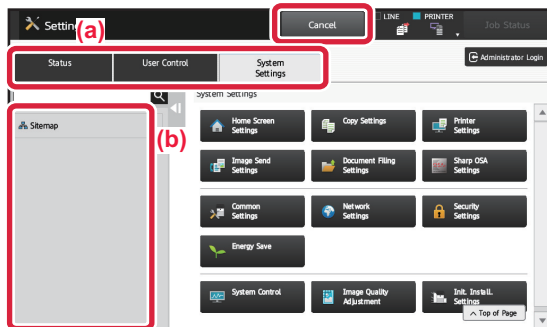 Settin
(a)
Cancel
LINE
PRINTER
Job Status
Status
User Control
System
Settings
Administrator Login
System Settings
Sitemap
(b)
Home Screen
Settings
Copy Settings
Printer
Settings
Image Send
Settings
Document Filing
Settings
Sharp OSA
Settings
Common
Settings
Network
Settings
Security
Settings
Energy Save
System Control
Image Quality
Adjustment
Init. Install.
Settings
Top of Page